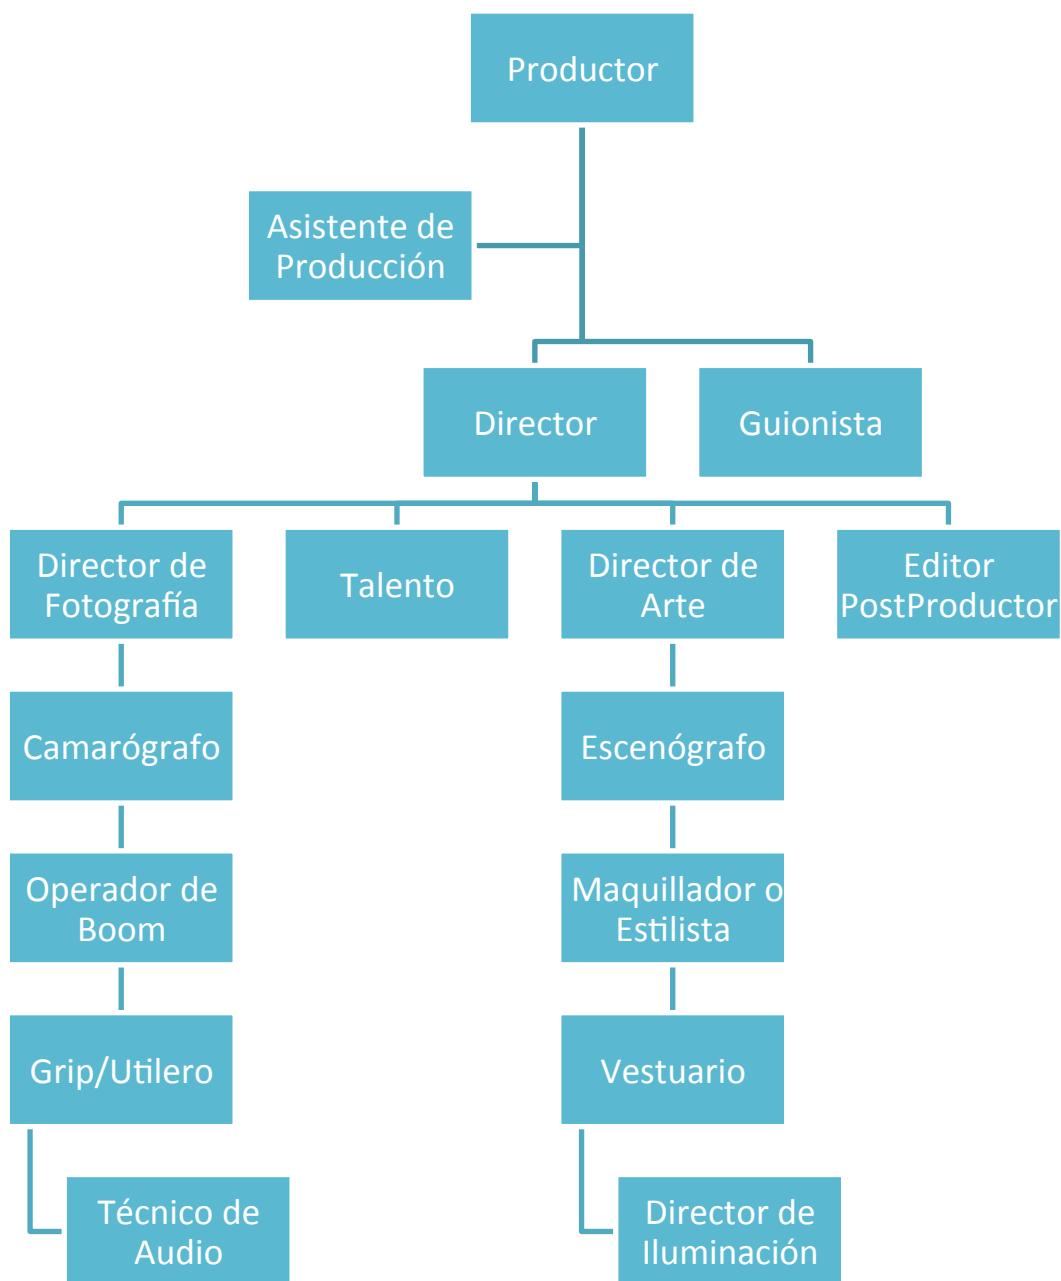 Productor
Asistente de
Producción
Director
Guionista
Director de
Fotografía
Talento
Director de
Arte
Editor
PostProductor
Camarógrafo
Escenógrafo
Operador de
Boom
Maquillador o
Estilista
Grip/Utilero
Vestuario
Técnico de
Audio
Director de
Iluminación